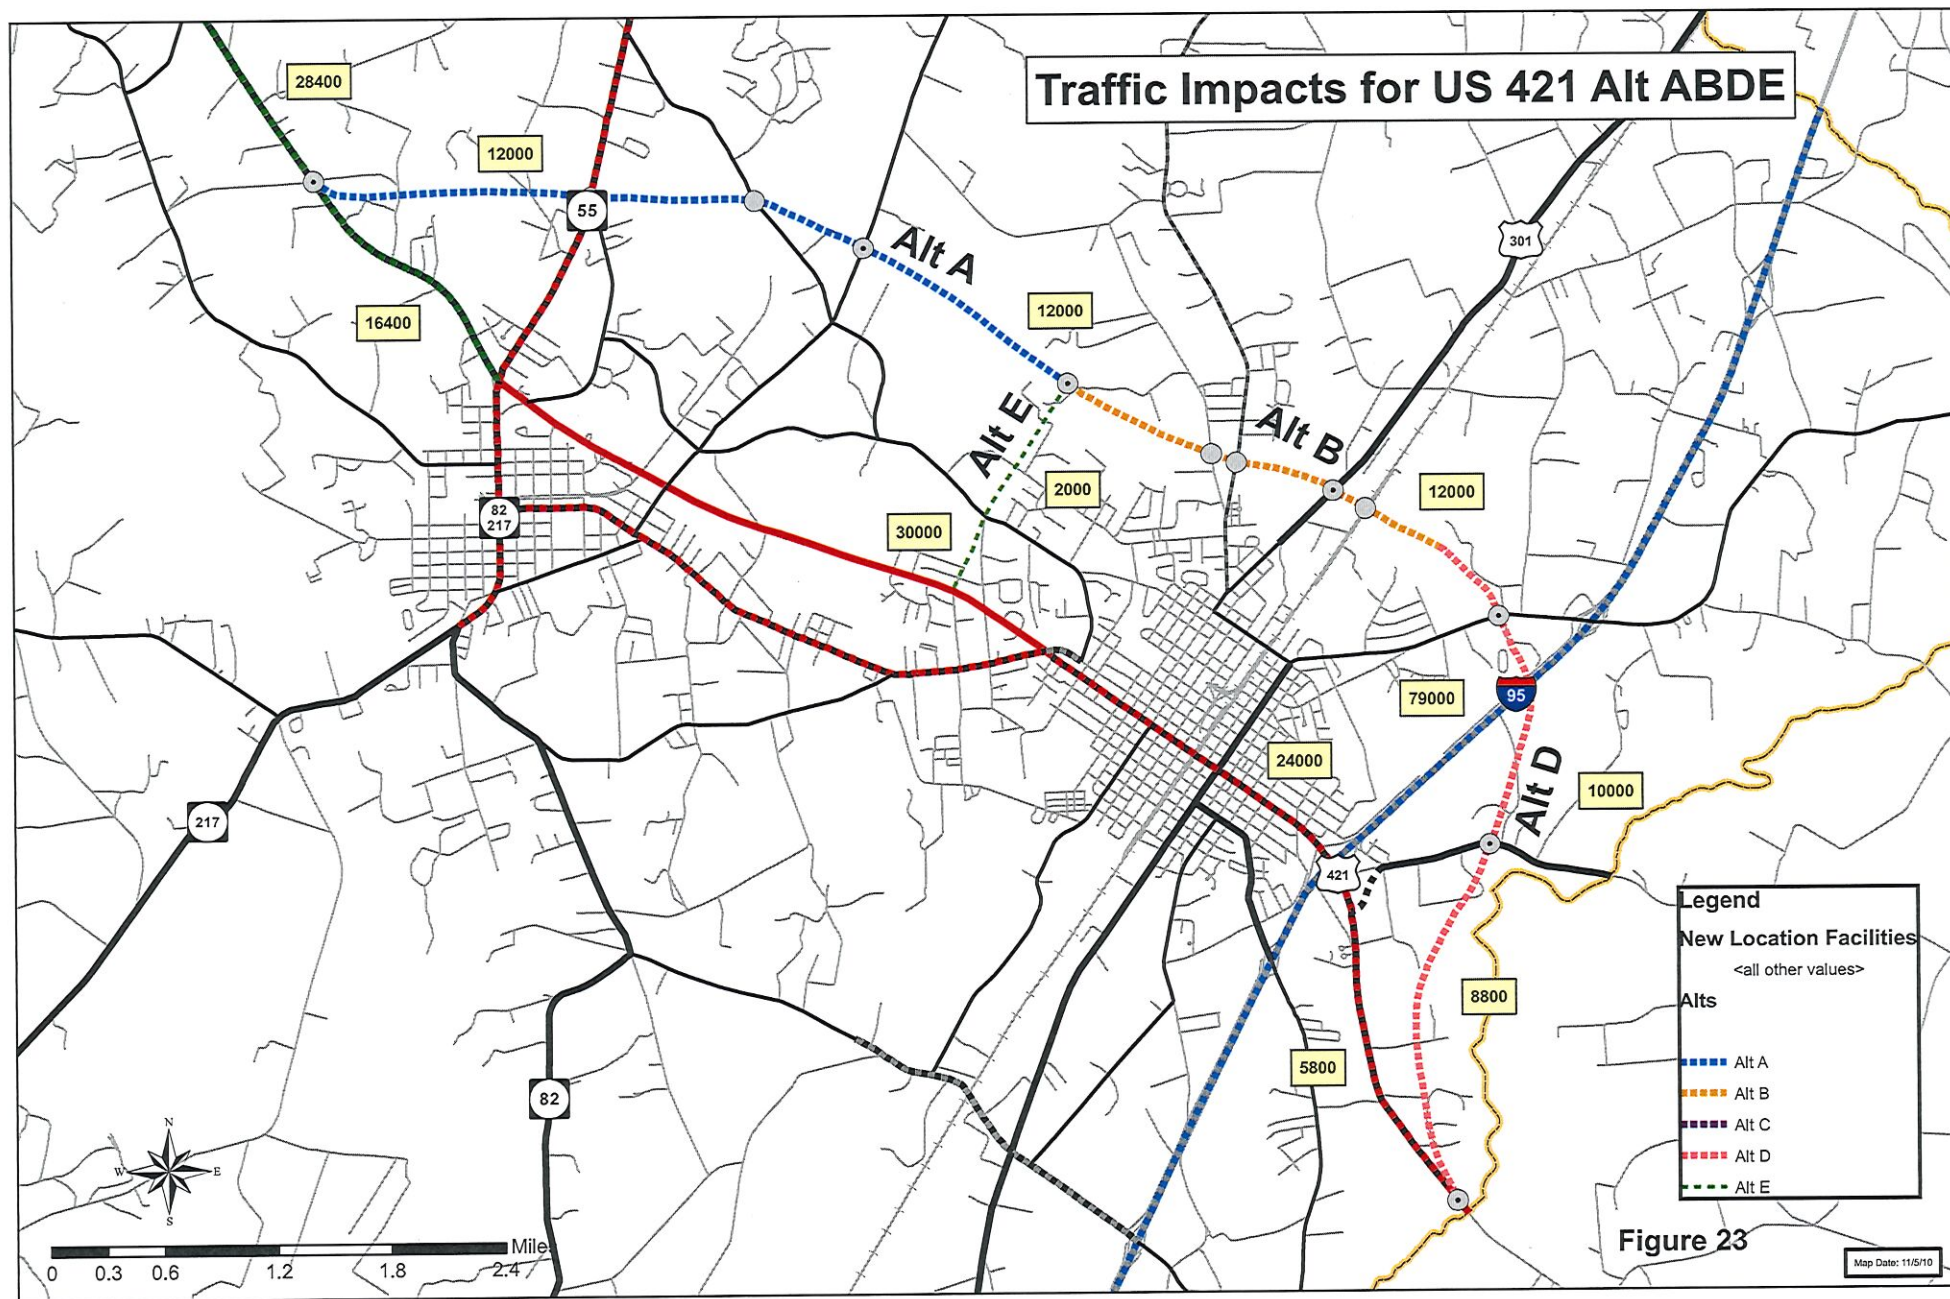 Traffic Impacts for US 421 Alt ABDE
28400
12000
55
Alt A
301
16400
12000
Alt E
Alt B
2000
12000
82
217
30000
79000
95
24000
Alt D
10000
217
421
8800
5800
82
Legend
New Location Facilities
<all other values>
Alts
Alt A
Alt B
Alt C
Alt D
Alt E
N
W
E
S
Miles
0 0.3 0.6 1.2 1.8 2.4
Figure 23
Map Date: 11/5/10